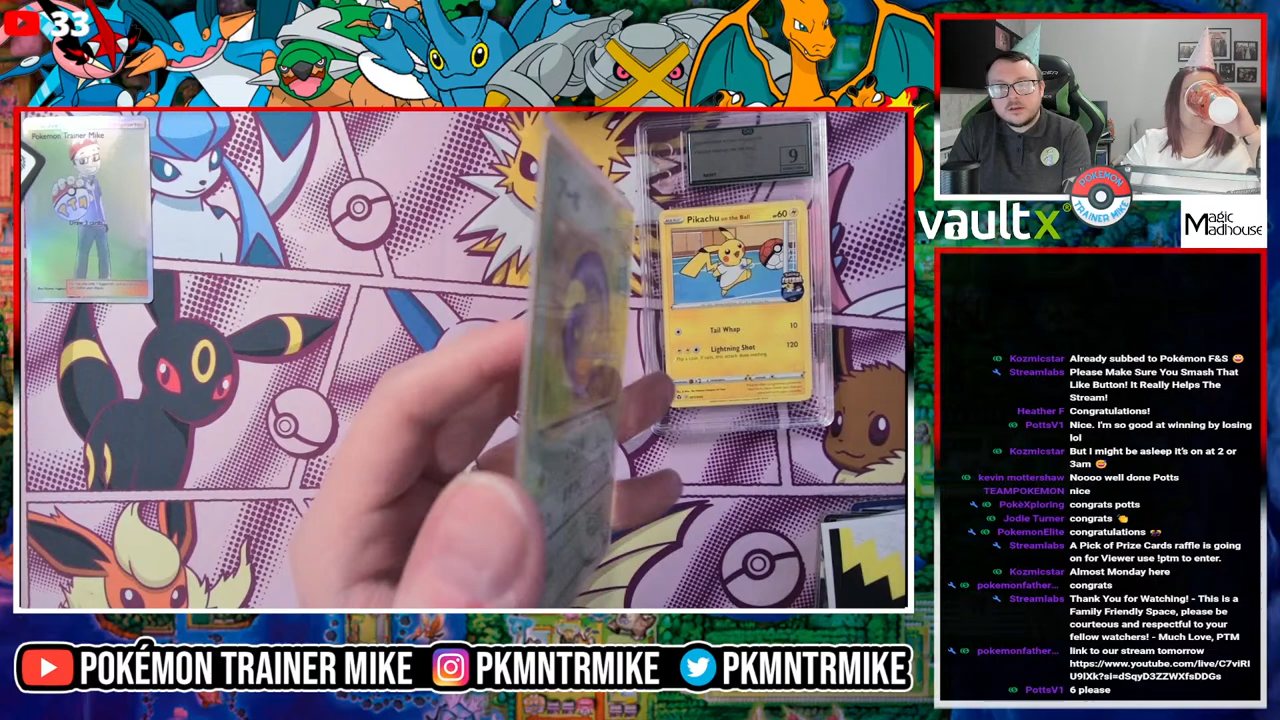 33
Pokemon Trainer Mike
Draw 3 cards.
9
MINT
Pikachu on the Ball
HP 60
Tail Whap 10
Lightning Shot 120
vaultx®
POKEMON
TRAINER MIKE
Magic
Madhouse
Kozmicstar Already subbed to Pokémon F&S 😀
Streamlabs Please Make Sure You Smash That
Like Button! It Really Helps The
Stream!
Heather F Congratulations!
PottsV1 Nice. I'm so good at winning by losing
lol
Kozmicstar But I might be asleep it's on at 2 or
3am 😅
kevin mottershaw Noooo well done Potts
TEAMPOKEMON nice
PokéXploring congrats potts
Jodie Turner congrats 👏
PokemonElite congratulations
Streamlabs A Pick of Prize Cards raffle is going
on for Viewer use !ptm to enter.
Kozmicstar Almost Monday here
pokemonfather... congrats
Streamlabs Thank You for Watching! - This is a
Family Friendly Space, please be
courteous and respectful to your
fellow watchers! - Much Love, PTM
pokemonfather... link to our stream tomorrow
https://www.youtube.com/live/C7viRI
U9lXk?si=dSqyD3ZZWXfsDDGs
PottsV1 6 please
POKÉMON TRAINER MIKE PKMNTRMIKE PKMNTRMIKE